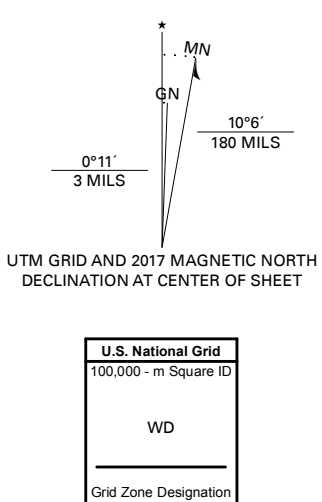 MN
GN
10°6´
180 MILS
0°11´
3 MILS
UTM GRID AND 2017 MAGNETIC NORTH
DECLINATION AT CENTER OF SHEET
U.S. National Grid
100,000 - m Square ID
WD
Grid Zone Designation